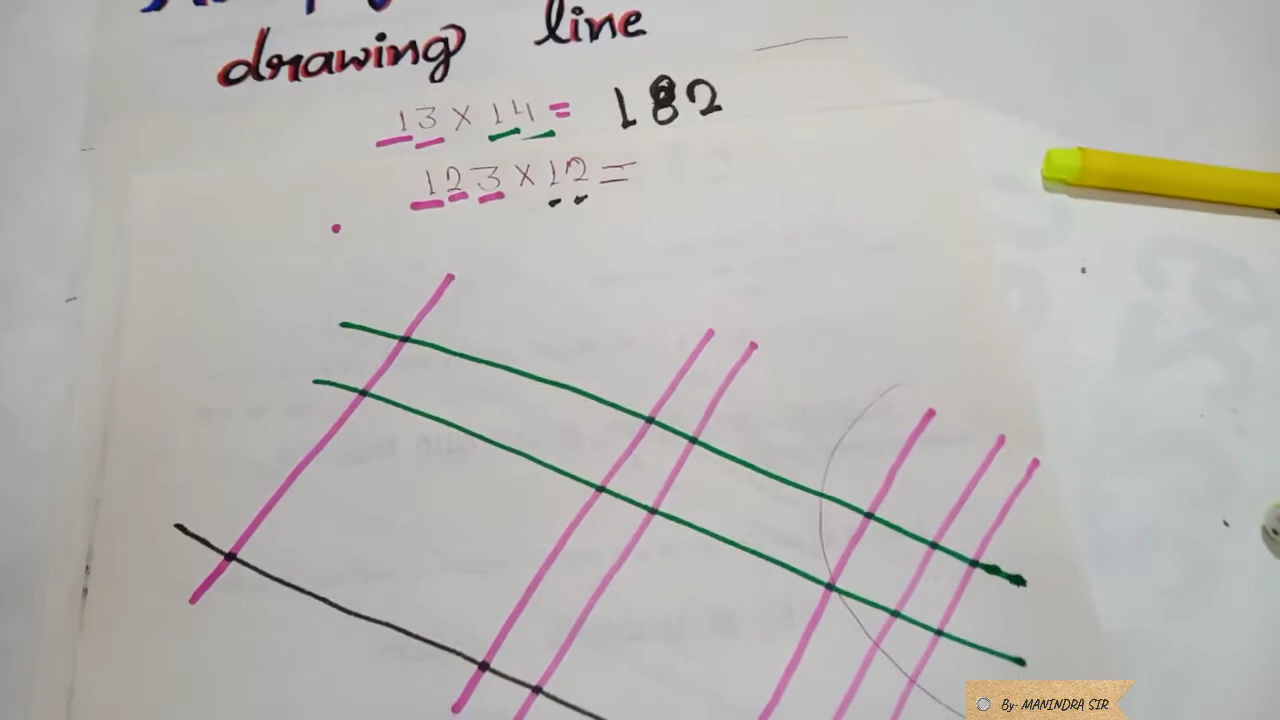 drawing line
13 × 14 = 182
123 × 12 =
By- MANINDRA SIR